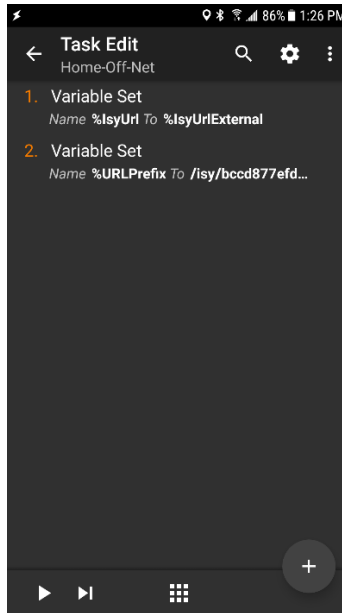 86% 1:26 PM
Task Edit
Home-Off-Net
1. Variable Set
Name %IsyUrl To %IsyUrlExternal
2. Variable Set
Name %URLPrefix To /isy/bccd877efd...